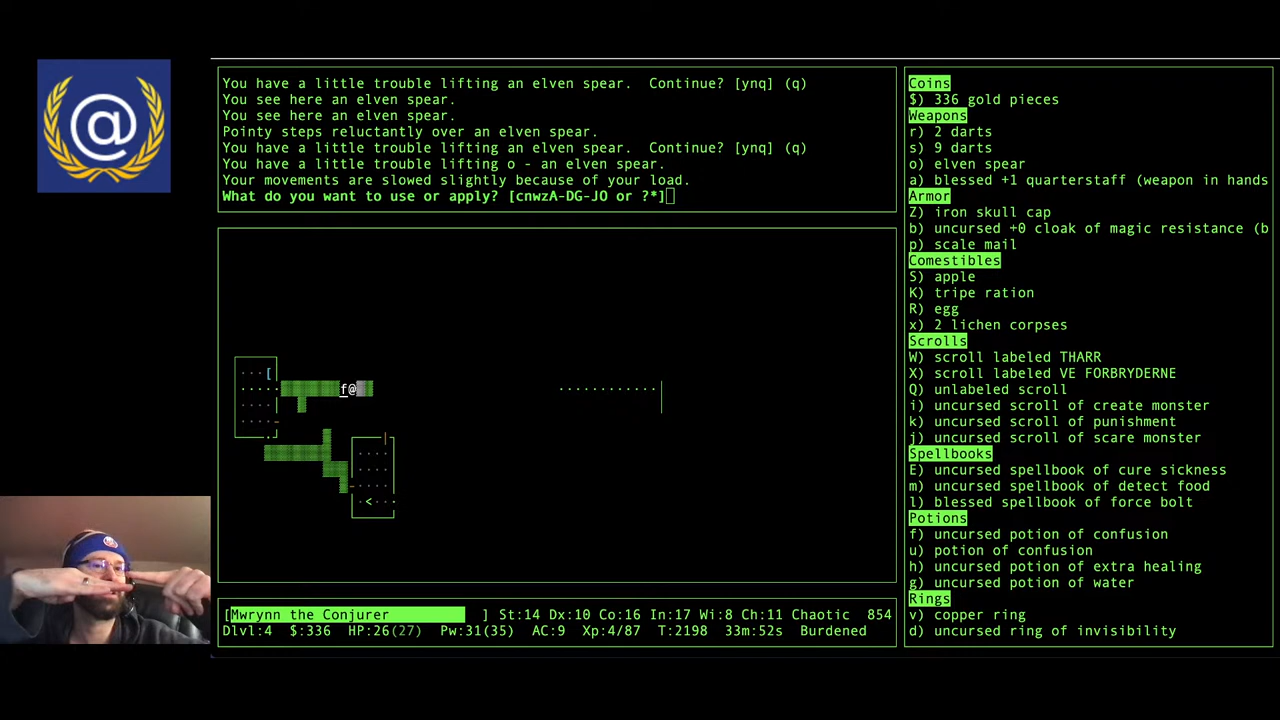 @
You have a little trouble lifting an elven spear.  Continue? [ynq] (q)
You see here an elven spear.
You see here an elven spear.
Pointy steps reluctantly over an elven spear.
You have a little trouble lifting an elven spear.  Continue? [ynq] (q)
You have a little trouble lifting o - an elven spear.
Your movements are slowed slightly because of your load.
What do you want to use or apply? [cnwzA-DG-JO or ?*]
f@
<
[Mwrynn the Conjurer ] St:14 Dx:10 Co:16 In:17 Wi:8 Ch:11 Chaotic 854
Dlvl:4 $:336 HP:26(27) Pw:31(35) AC:9 Xp:4/87 T:2198 33m:52s Burdened
Coins
$) 336 gold pieces
Weapons
r) 2 darts
s) 9 darts
o) elven spear
a) blessed +1 quarterstaff (weapon in hands
Armor
Z) iron skull cap
b) uncursed +0 cloak of magic resistance (b
p) scale mail
Comestibles
S) apple
K) tripe ration
R) egg
x) 2 lichen corpses
Scrolls
W) scroll labeled THARR
X) scroll labeled VE FORBRYDERNE
Q) unlabeled scroll
i) uncursed scroll of create monster
k) uncursed scroll of punishment
j) uncursed scroll of scare monster
Spellbooks
E) uncursed spellbook of cure sickness
m) uncursed spellbook of detect food
l) blessed spellbook of force bolt
Potions
f) uncursed potion of confusion
u) potion of confusion
h) uncursed potion of extra healing
g) uncursed potion of water
Rings
v) copper ring
d) uncursed ring of invisibility